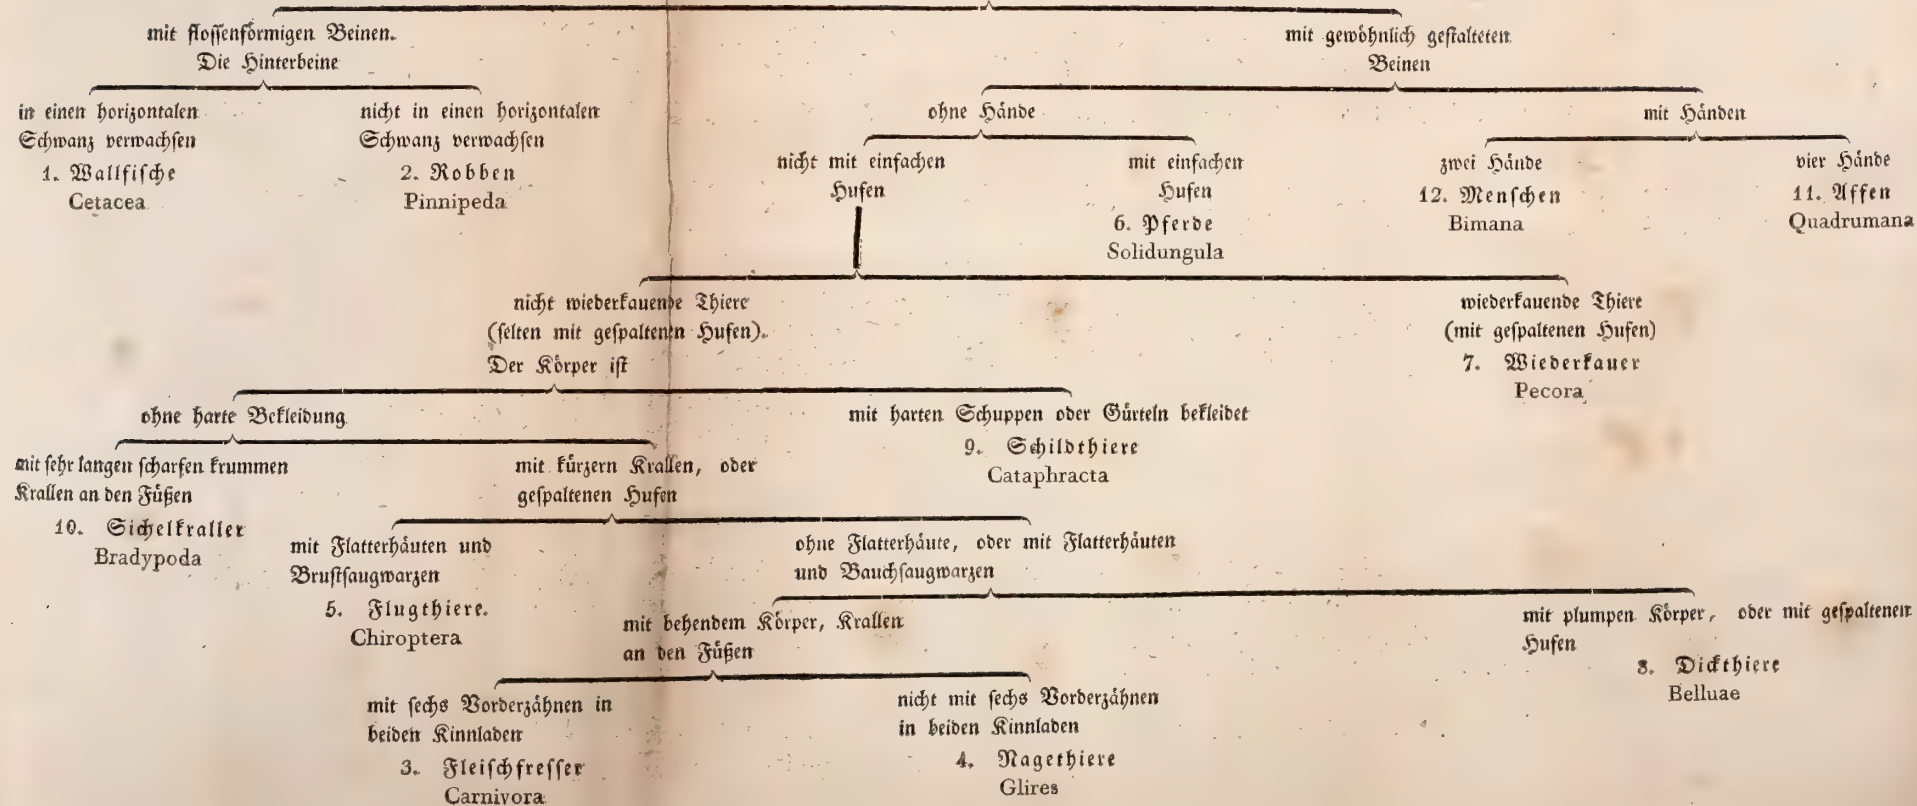 mit flossenförmigen Beinen.
Die Hinterbeine
mit gewöhnlich gestalteten
Beinen
in einen horizontalen
Schwanz verwachsen
1. Wallfische
Cetacea
nicht in einen horizontalen
Schwanz verwachsen
2. Robben
Pinnipeda
ohne Hände
mit Händen
nicht mit einfachen
Hufen
mit einfachen
Hufen
6. Pferde
Solidungula
zwei Hände
12. Menschen
Bimana
vier Hände
11. Affen
Quadrumana
nicht wiederkauende Thiere
(selten mit gespaltenen Hufen).
Der Körper ist
wiederkauende Thiere
(mit gespaltenen Hufen)
7. Wiederkauer
Pecora
ohne harte Bekleidung
mit harten Schuppen oder Gürteln bekleidet
9. Schildthiere
Cataphracta
mit sehr langen scharfen krummen
Krallen an den Füßen
10. Sichelkraller
Bradypoda
mit kürzern Krallen, oder
gespaltenen Hufen
mit Flatterhäuten und
Brustsaugwarzen
5. Flugthiere.
Chiroptera
ohne Flatterhäute, oder mit Flatterhäuten
und Bauchsaugwarzen
mit behendem Körper, Krallen
an den Füßen
mit plumpen Körper, oder mit gespaltenen
Hufen
8. Dickthiere
Belluae
mit sechs Vorderzähnen in
beiden Kinnladen
3. Fleischfresser
Carnivora
nicht mit sechs Vorderzähnen
in beiden Kinnladen
4. Nagethiere
Glires